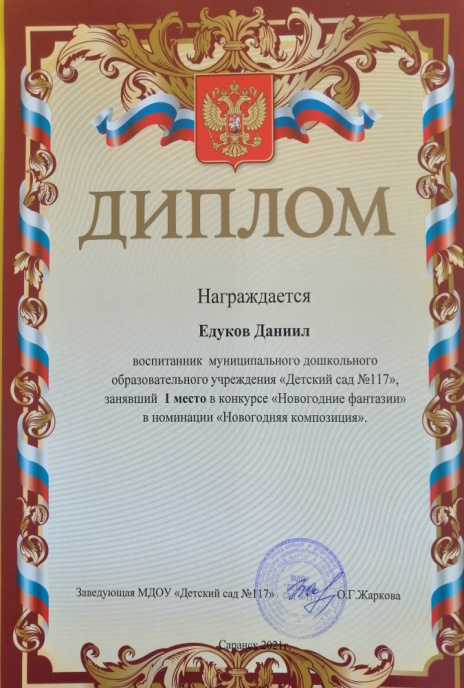 ДИПЛОМ
Награждается
Едуков Даниил
воспитанник муниципального дошкольного
образовательного учреждения «Детский сад №117»,
занявший 1 место в конкурсе «Новогодние фантазии»
в номинации «Новогодняя композиция».
Заведующая МДОУ «Детский сад №117» О.Г.Жаркова
Саранск 2021г.